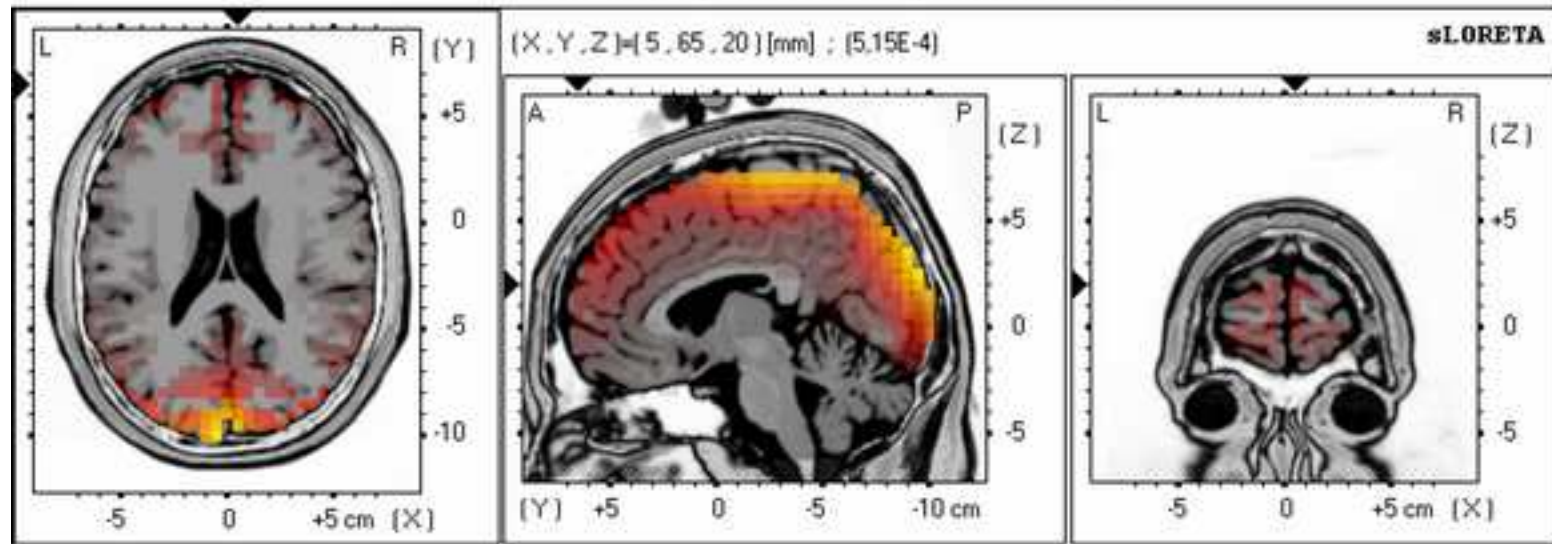 (X,Y,Z)=(5,65,20)[mm] ; (5,15E-4)
sLORETA
L R (Y)
+5
0
-5
-10
-5 0 +5 cm (X)
A P (Z)
+5
0
-5
(Y) +5 0 -5 -10 cm
L R (Z)
+5
0
-5
-5 0 +5 cm (X)